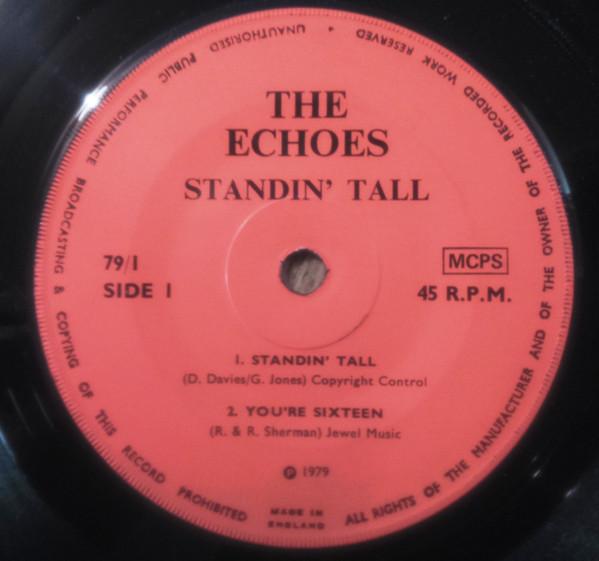 THE
ECHOES
STANDIN' TALL
79/1
SIDE 1
MCPS
45 R.P.M.
1. STANDIN' TALL
(D. Davies/G. Jones) Copyright Control
2. YOU'RE SIXTEEN
(R. & R. Sherman) Jewel Music
℗ 1979
MADE IN
ENGLAND
ALL RIGHTS OF THE MANUFACTURER AND OF THE OWNER OF THE RECORDED WORK RESERVED • UNAUTHORISED PUBLIC PERFORMANCE BROADCASTING & COPYING OF THIS RECORD PROHIBITED